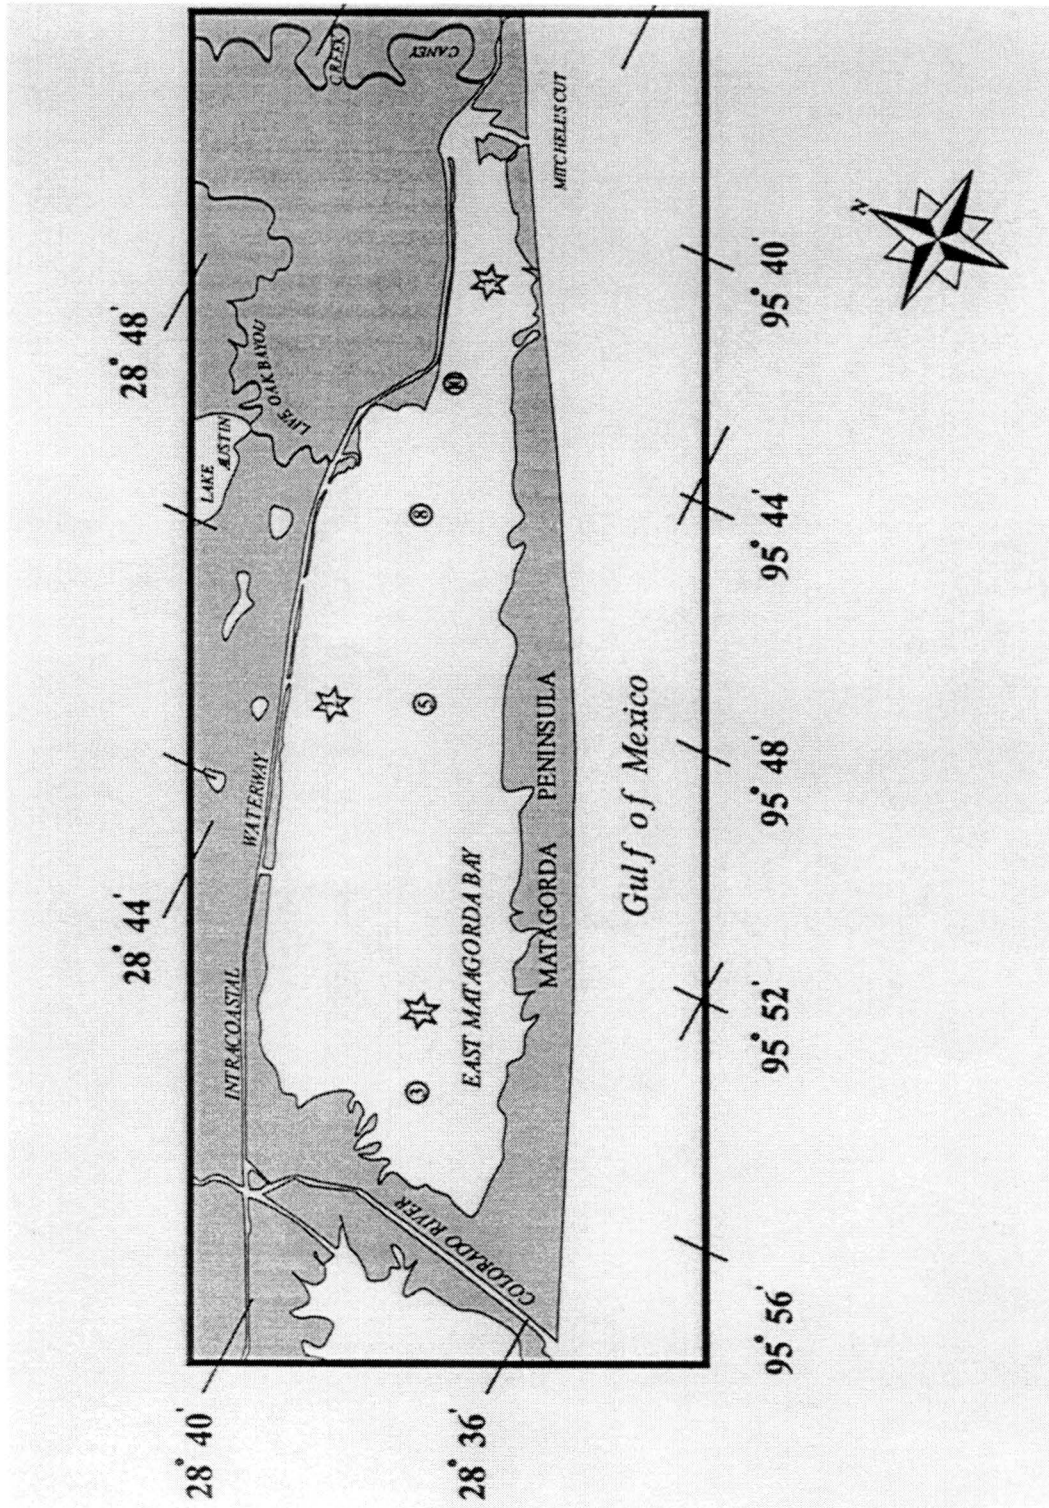 28° 48'
28° 44'
28° 40'
28° 36'
CANEY
CREEK
LAKE
AUSTIN
LIVE OAK BAYOU
MITCHELL'S CUT
INTRACOASTAL
WATERWAY
10
8
5
3
EAST MATAGORDA BAY
MATAGORDA PENINSULA
COLORADO RIVER
Gulf of Mexico
N
95° 40'
95° 44'
95° 48'
95° 52'
95° 56'